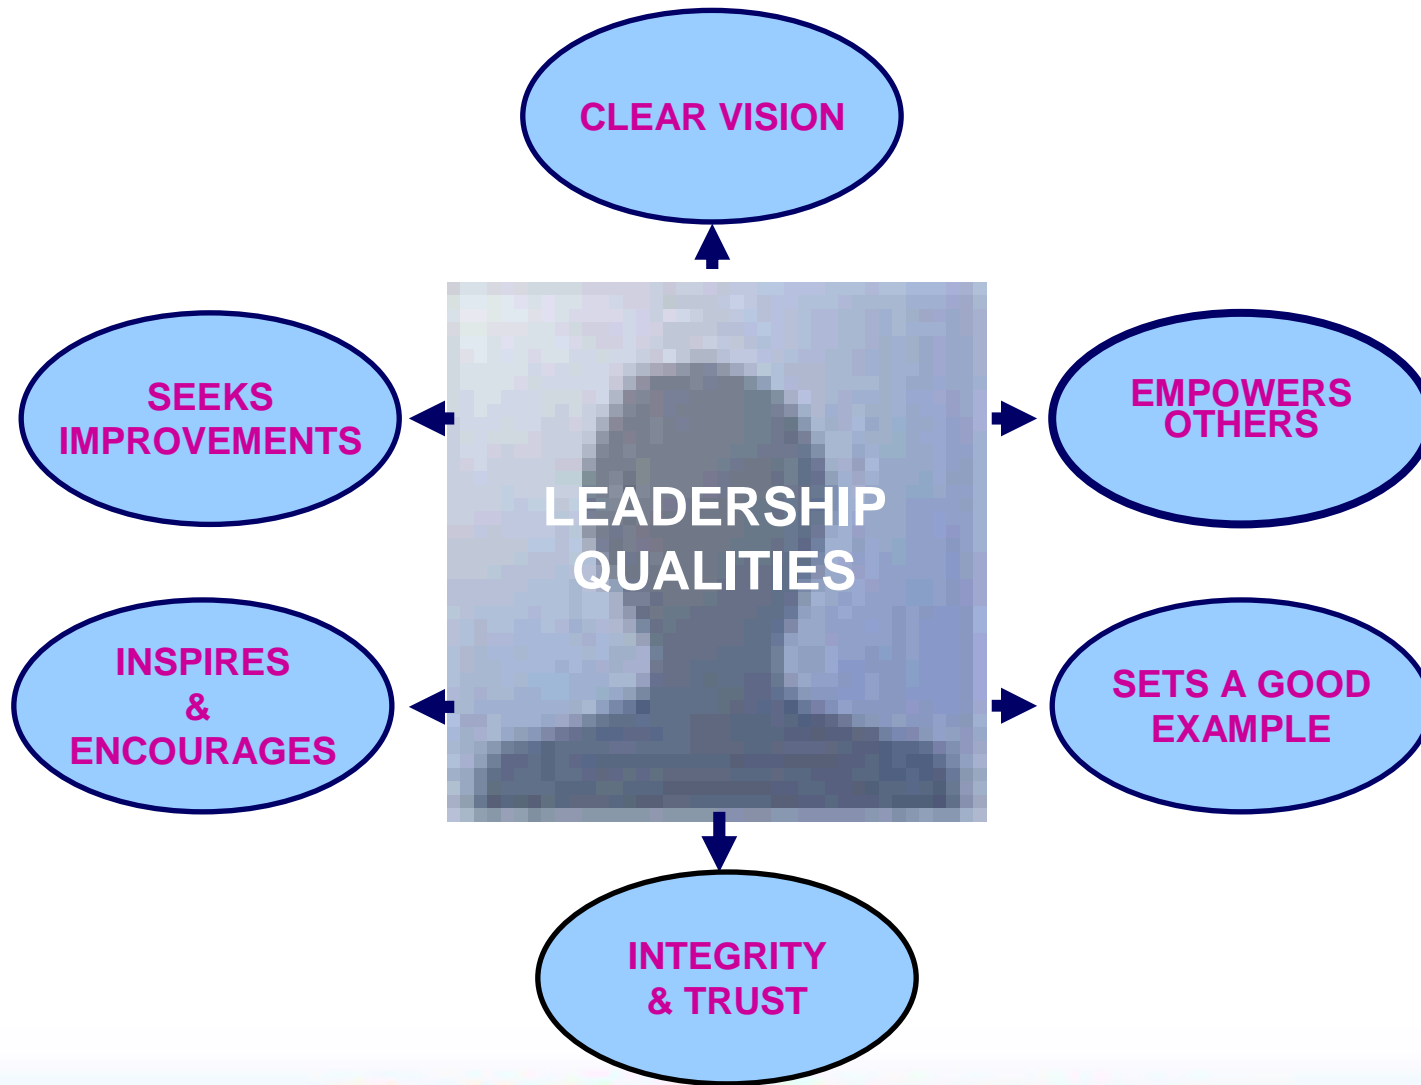 CLEAR VISION
SEEKS
IMPROVEMENTS
EMPOWERS
OTHERS
LEADERSHIP
QUALITIES
INSPIRES
&
ENCOURAGES
SETS A GOOD
EXAMPLE
INTEGRITY
& TRUST